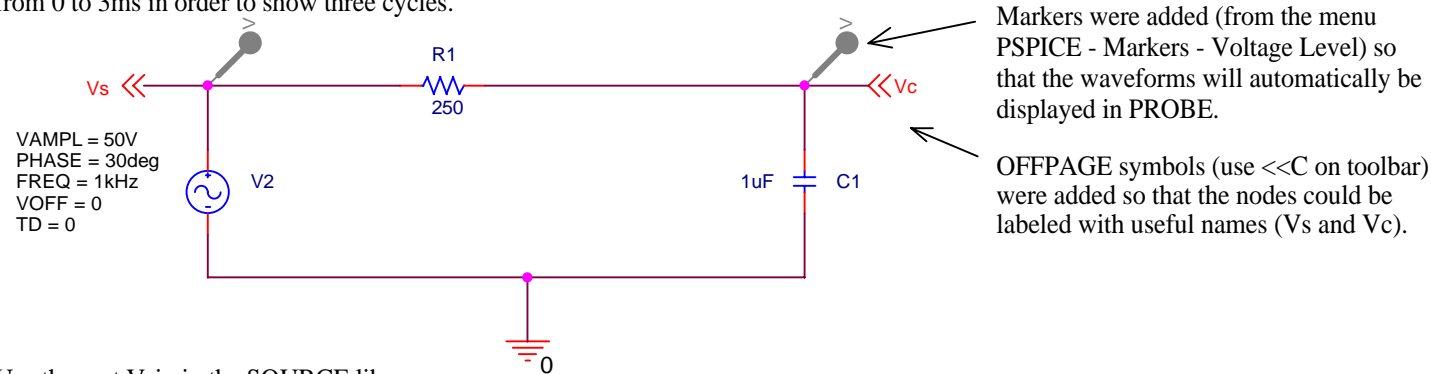 from 0 to 3ms in order to show three cycles.
Markers were added (from the menu
PSPICE - Markers - Voltage Level) so
that the waveforms will automatically be
displayed in PROBE.
V
V
R1
250
Vs
Vc
VAMPL = 50V
PHASE = 30deg
FREQ = 1kHz
VOFF = 0
TD = 0
V2
1uF
C1
OFFPAGE symbols (use <<C on toolbar)
were added so that the nodes could be
labeled with useful names (Vs and Vc).
0